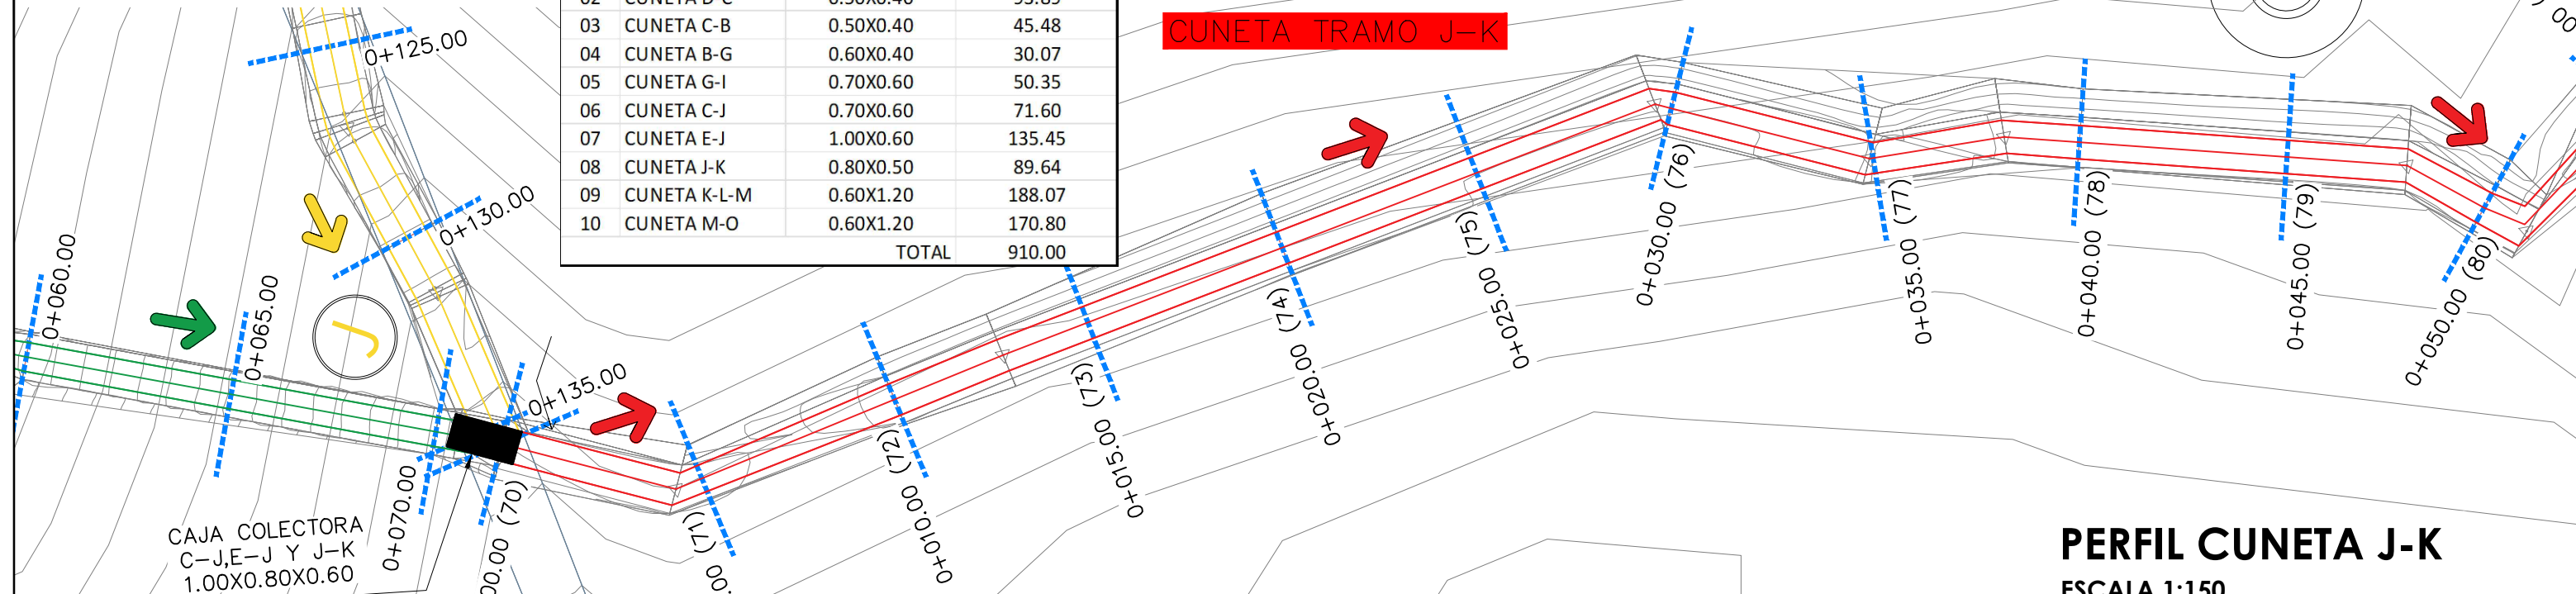 0+125.00
0+130.00
0+135.00
0+060.00
0+065.00
0+070.00
J
CAJA COLECTORA
C-J,E-J Y J-K
1.00X0.80X0.60
03 CUNETA C-B 0.50X0.40 45.48
04 CUNETA B-G 0.60X0.40 30.07
05 CUNETA G-I 0.70X0.60 50.35
06 CUNETA C-J 0.70X0.60 71.60
07 CUNETA E-J 1.00X0.60 135.45
08 CUNETA J-K 0.80X0.50 89.64
09 CUNETA K-L-M 0.60X1.20 188.07
10 CUNETA M-O 0.60X1.20 170.80
TOTAL 910.00
CUNETA TRAMO J-K
00.00 (70)
.00 (71)
0+010.00 (72)
0+015.00 (73)
0+020.00 (74)
0+025.00 (75)
0+030.00 (76)
0+035.00 (77)
0+040.00 (78)
0+045.00 (79)
0+050.00 (80)
PERFIL CUNETA J-K
ESCALA 1:150